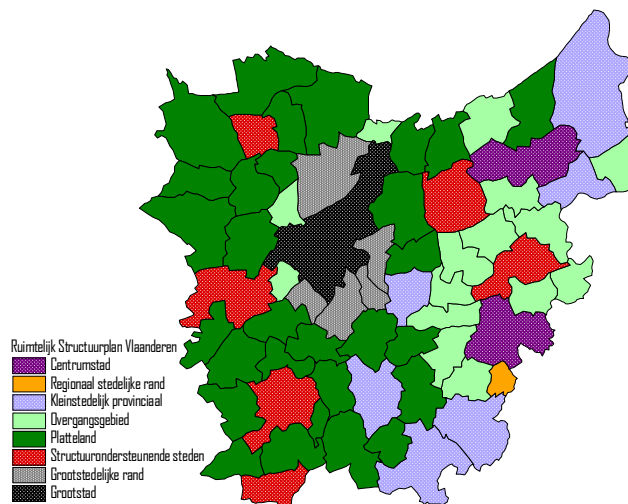 Ruimtelijk Structuurplan Vlaanderen
Centrumstad
Regionaal stedelijke rand
Kleinstedelijk provinciaal
Overgangsgebied
Platteland
Structuurondersteunende steden
Grootstedelijke rand
Grootstad